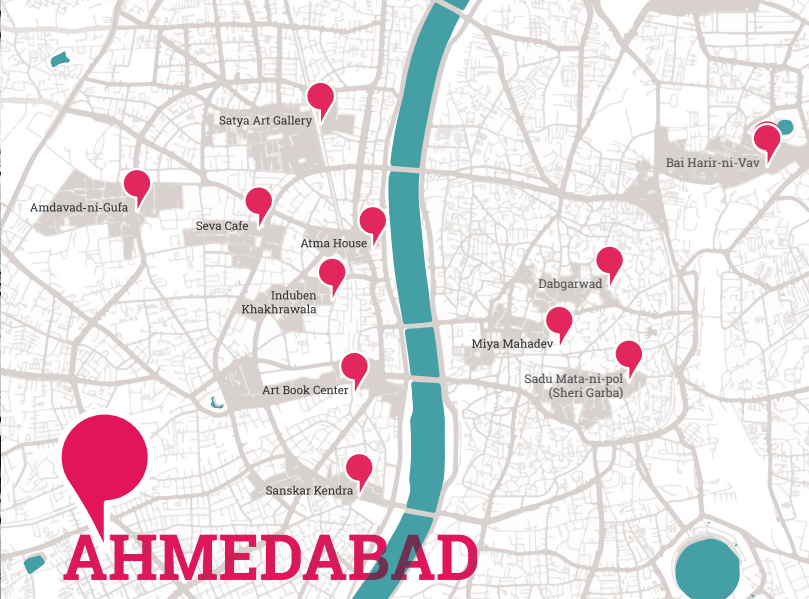 Satya Art Gallery
Bai Harir-ni-Vav
Amdavad-ni-Gufa
Seva Cafe
Atma House
Dabgarwad
Induben
Khakhrawala
Miya Mahadev
Sadu Mata-ni-pol
(Sheri Garba)
Art Book Center
Sanskar Kendra
AHMEDABAD